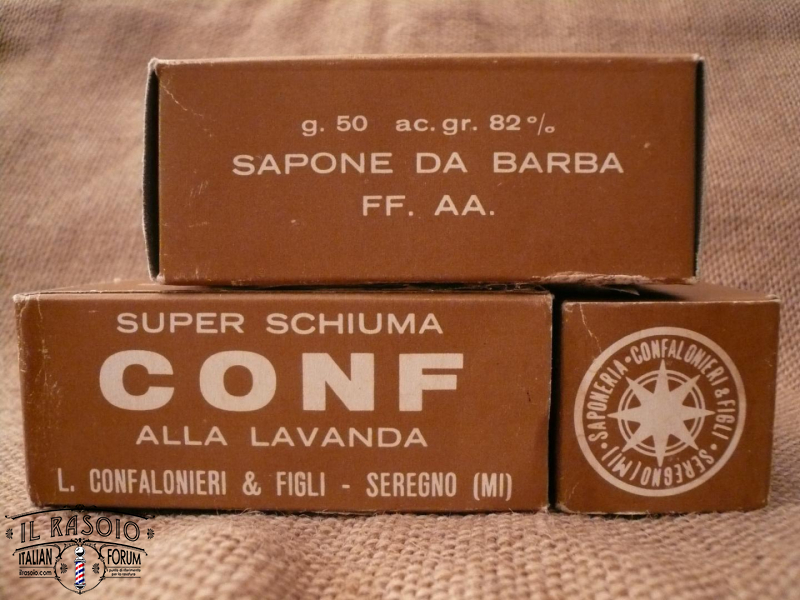 g. 50 ac. gr. 82%
SAPONE DA BARBA
FF. AA.
SUPER SCHIUMA
CONF
ALLA LAVANDA
L. CONFALONIERI & FIGLI - SEREGNO (MI)
SAPONERIA • CONFALONIERI & FIGLI • SEREGNO (MI) •
IL RASOIO
ITALIAN FORUM
ilrasoio.com